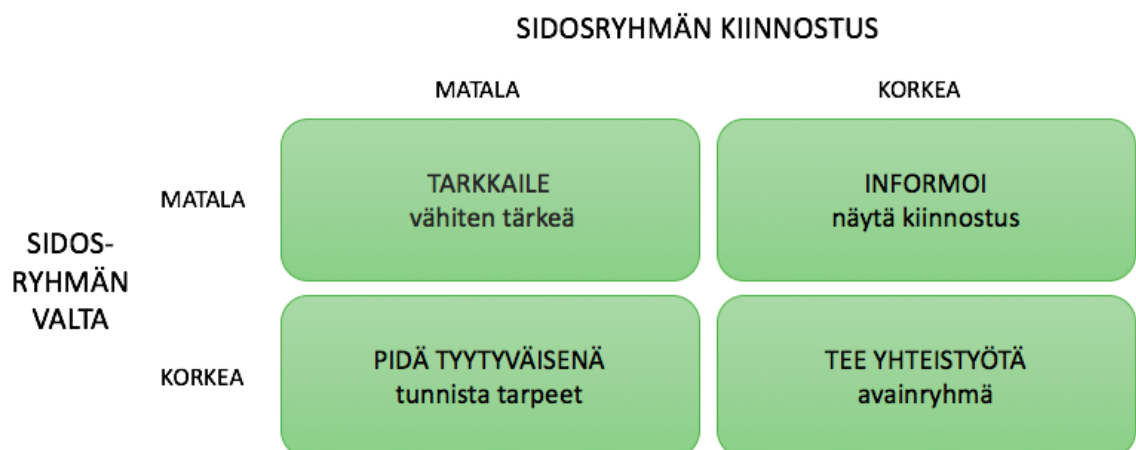 SIDOSRYHMÄN KIINNOSTUS
MATALA
KORKEA
MATALA
TARKKAILE
vähiten tärkeä
INFORMOI
näytä kiinnostus
SIDOS-
RYHMÄN
VALTA
KORKEA
PIDÄ TYYTYVÄISENÄ
tunnista tarpeet
TEE YHTEISTYÖTÄ
avainryhmä